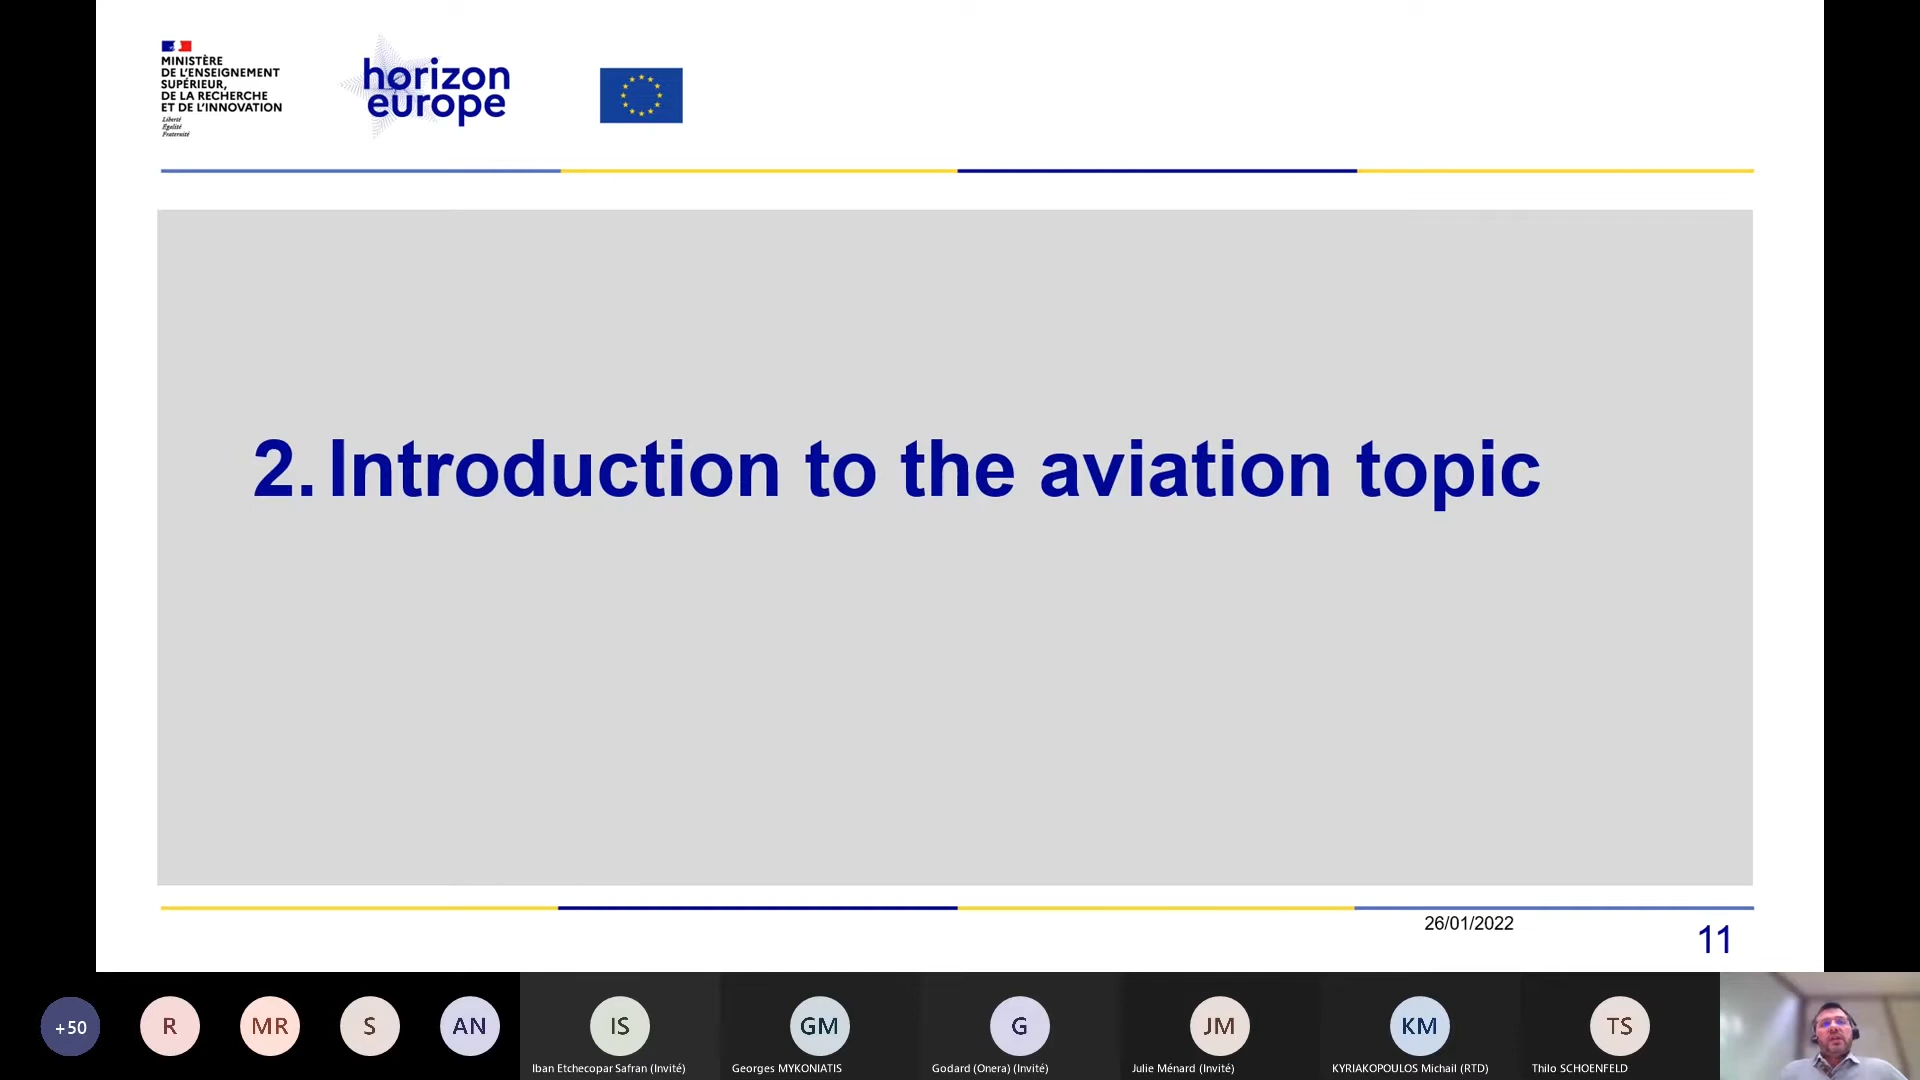 MINISTÈRE
DE L'ENSEIGNEMENT
SUPÉRIEUR,
DE LA RECHERCHE
ET DE L'INNOVATION
Liberté
Égalité
Fraternité
horizon
europe
2. Introduction to the aviation topic
26/01/2022
11
+50
R
MR
S
AN
IS
GM
G
JM
KM
TS
Iban Etchecopar Safran (Invité)
Georges MYKONIATIS
Godard (Onera) (Invité)
Julie Ménard (Invité)
KYRIAKOPOULOS Michail (RTD)
Thilo SCHOENFELD